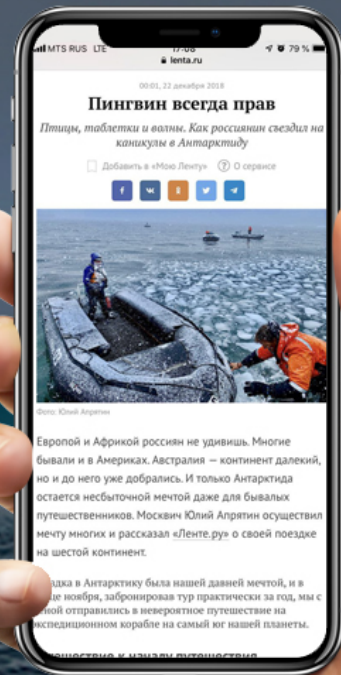 MTS RUS LTE 17:08 79 %
lenta.ru
00:01, 22 декабря 2018
Пингвин всегда прав
Птицы, таблетки и волны. Как россиянин съездил на
каникулы в Антарктиду
Добавить в «Мою Ленту» ? О сервисе
Фото: Юлий Апрятин
Европой и Африкой россиян не удивишь. Многие
бывали и в Америках. Австралия — континент далекий,
но и до него уже добрались. И только Антарктида
остается несбыточной мечтой даже для бывалых
путешественников. Москвич Юлий Апрятин осуществил
мечту многих и рассказал «Ленте.ру» о своей поездке
на шестой континент.
в Антарктику была нашей давней мечтой, и в
ноября, забронировав тур практически за год, мы с
отправились в невероятное путешествие на
экспедиционном корабле на самый юг нашей планеты.
к началу путешествия